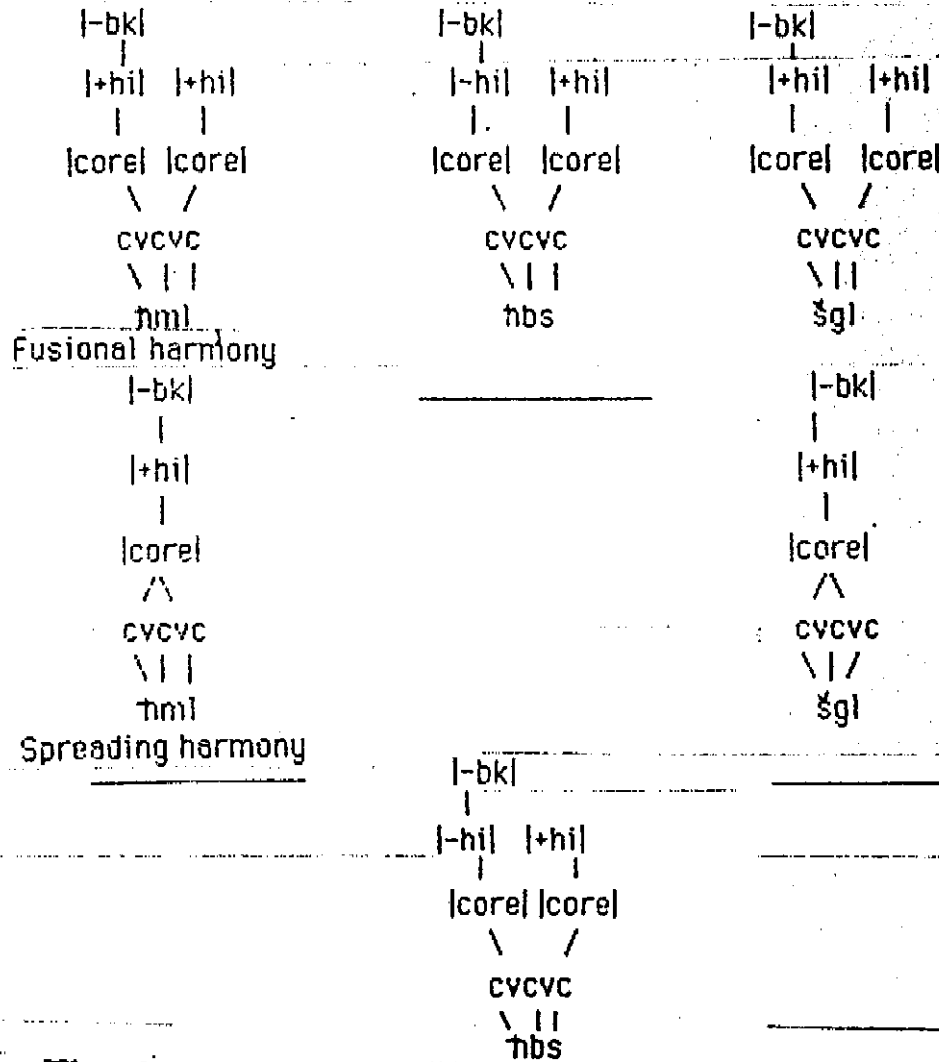 |-bk| |-bk| |-bk|
|+hi| |+hi| |-hi| |+hi| |+hi| |+hi|
|core| |core| |core| |core| |core| |core|
cvcvc cvcvc cvcvc
ħml ħbs šgl
Fusional harmony
|-bk| |-bk|
|+hi| |+hi|
|core| |core|
cvcvc cvcvc
ħml šgl
Spreading harmony
|-bk|
|-hi| |+hi|
|core| |core|
cvcvc
ħbs